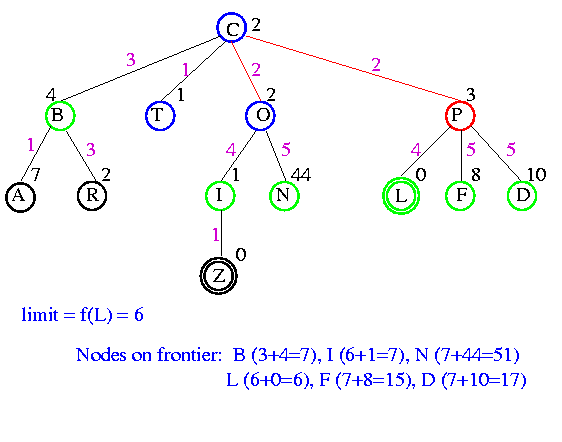 C 2
3 1 2 2
4 1 2 3
B T O P
1 3 4 5 4 5 5
7 2 1 44 0 8 10
A R I N L F D
1
0
Z
limit = f(L) = 6
Nodes on frontier: B (3+4=7), I (6+1=7), N (7+44=51)
L (6+0=6), F (7+8=15), D (7+10=17)